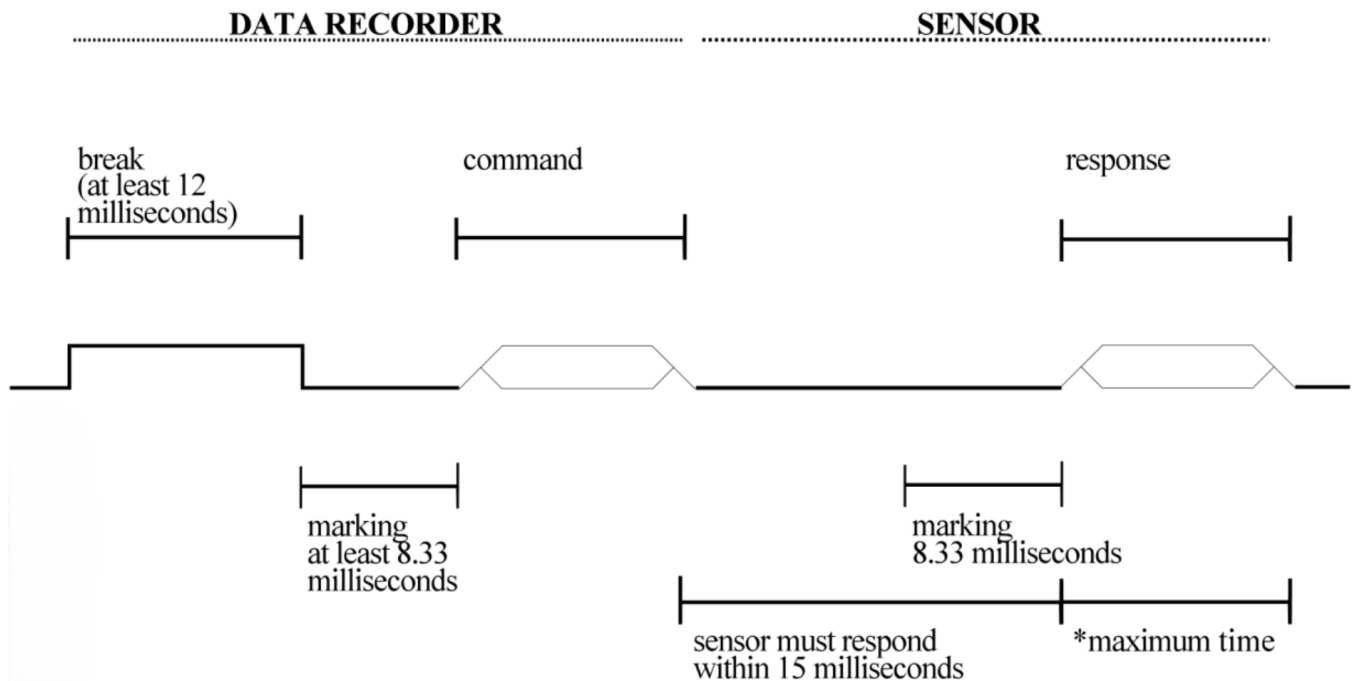 DATA RECORDER
SENSOR
break
(at least 12
milliseconds)
command
response
marking
at least 8.33
milliseconds
marking
8.33 milliseconds
sensor must respond
within 15 milliseconds
*maximum time